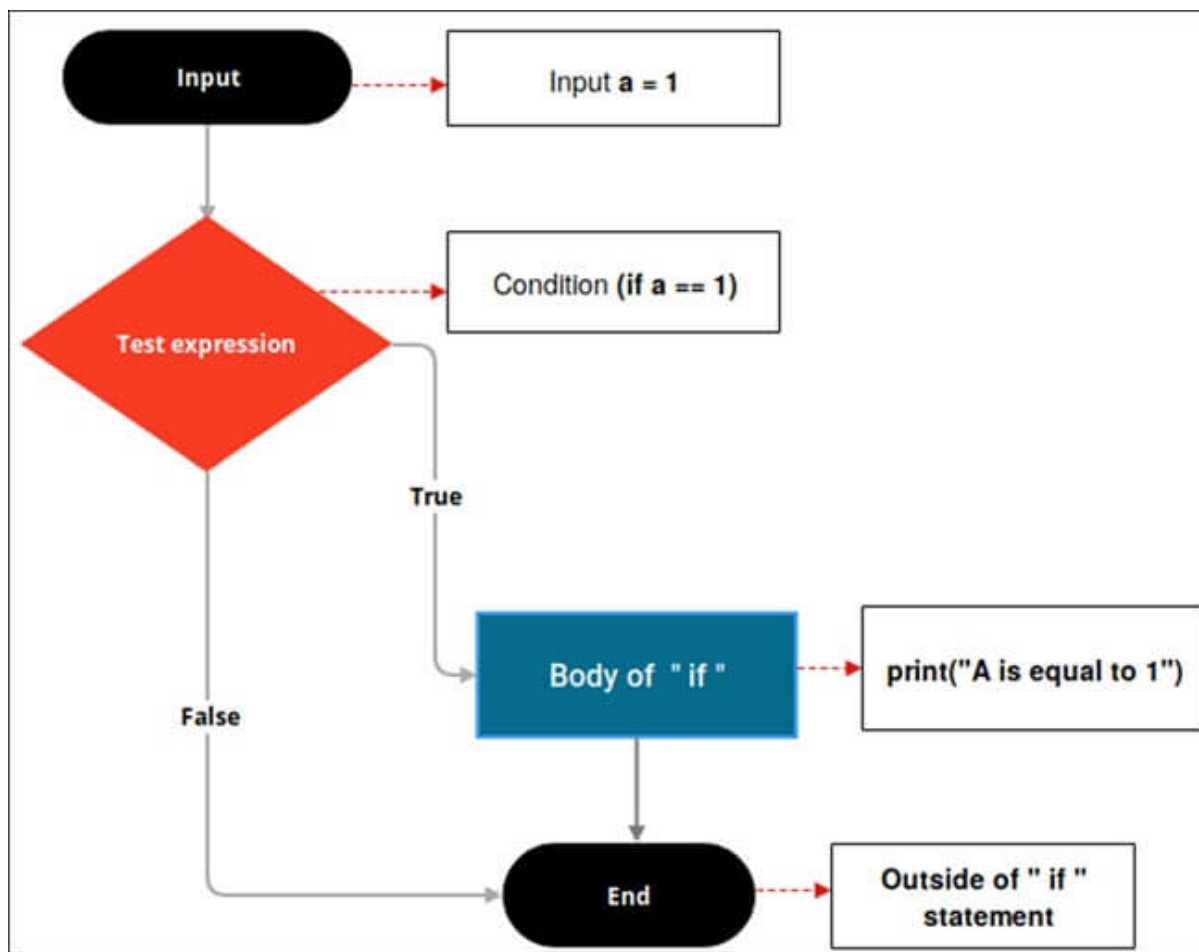 Input
Input a = 1
Condition (if a == 1)
Test expression
True
Body of " if "
print("A is equal to 1")
False
End
Outside of " if "
statement